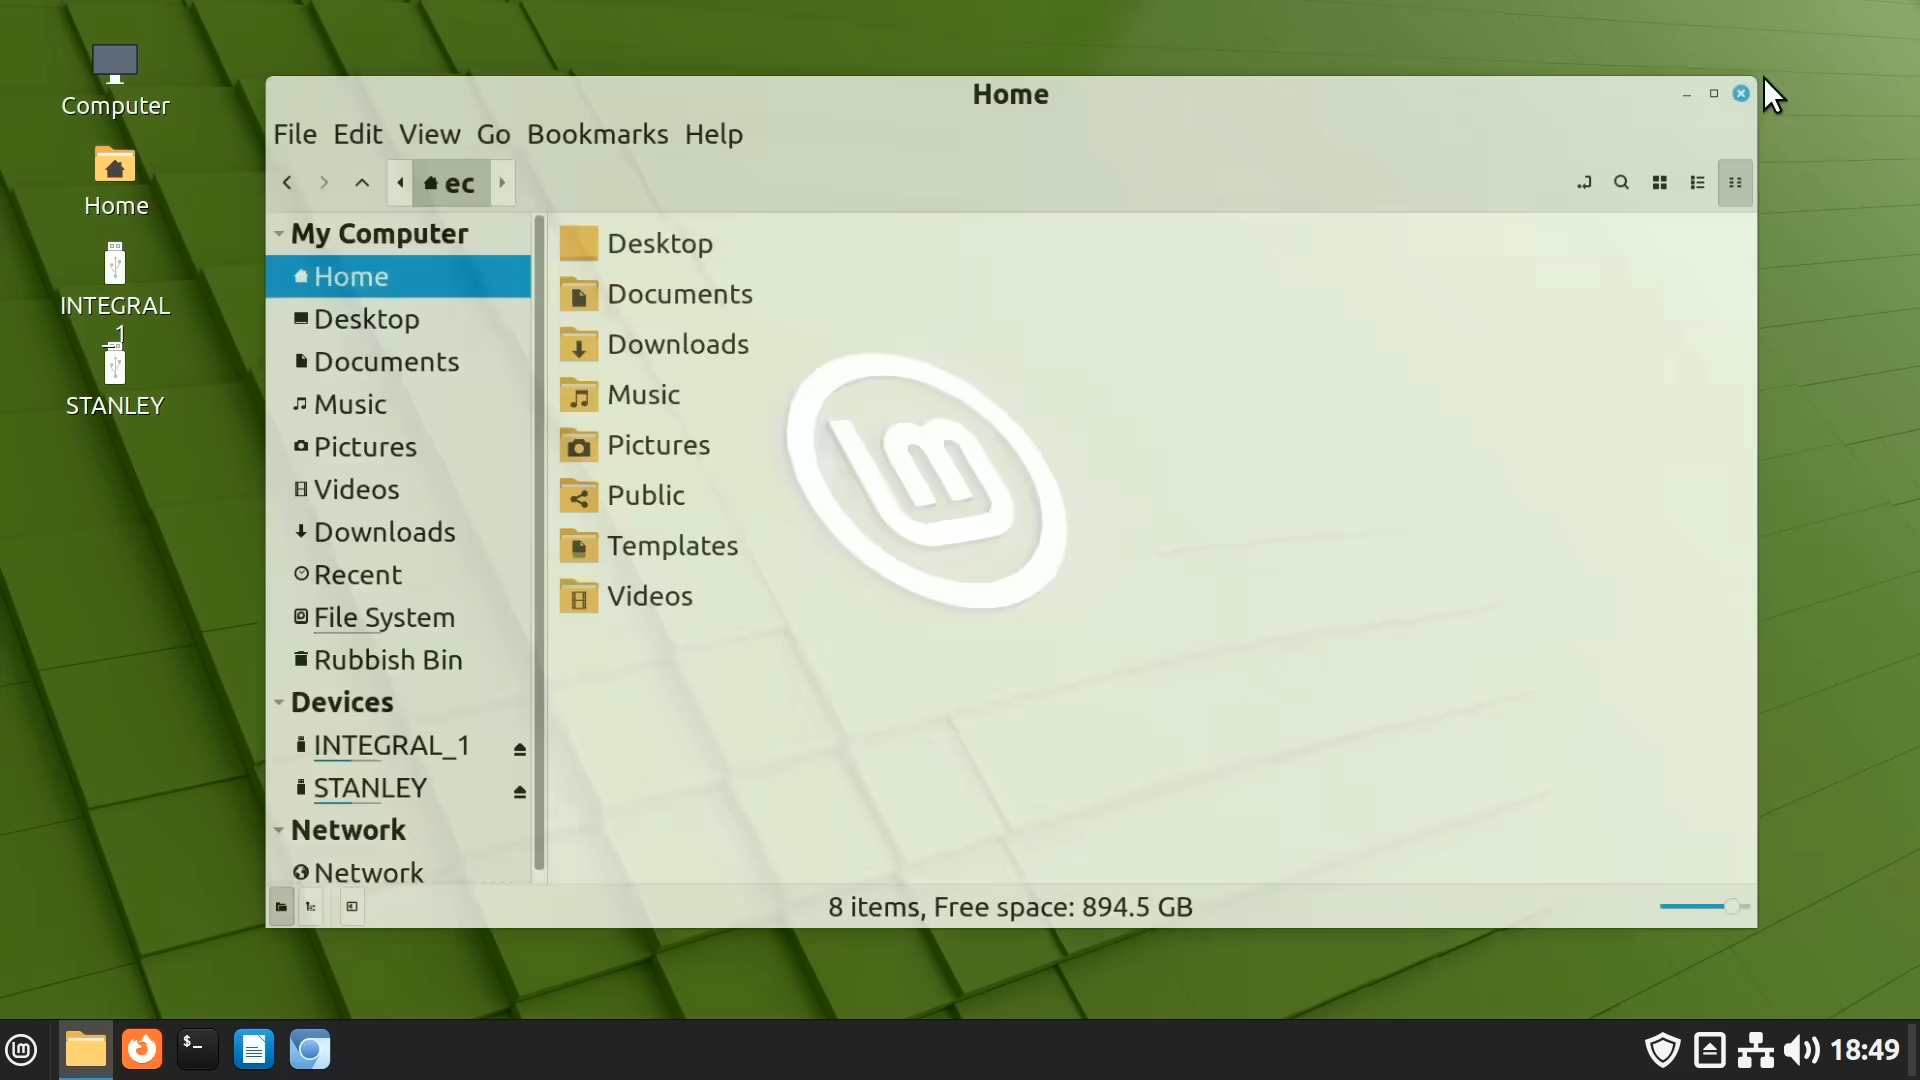 Computer
Home
INTEGRAL
_1
STANLEY
Home
File Edit View Go Bookmarks Help
ec
My Computer
Home
Desktop
Documents
Music
Pictures
Videos
Downloads
Recent
File System
Rubbish Bin
Devices
INTEGRAL_1
STANLEY
Network
Network
Desktop
Documents
Downloads
Music
Pictures
Public
Templates
Videos
8 items, Free space: 894.5 GB
$_
18:49